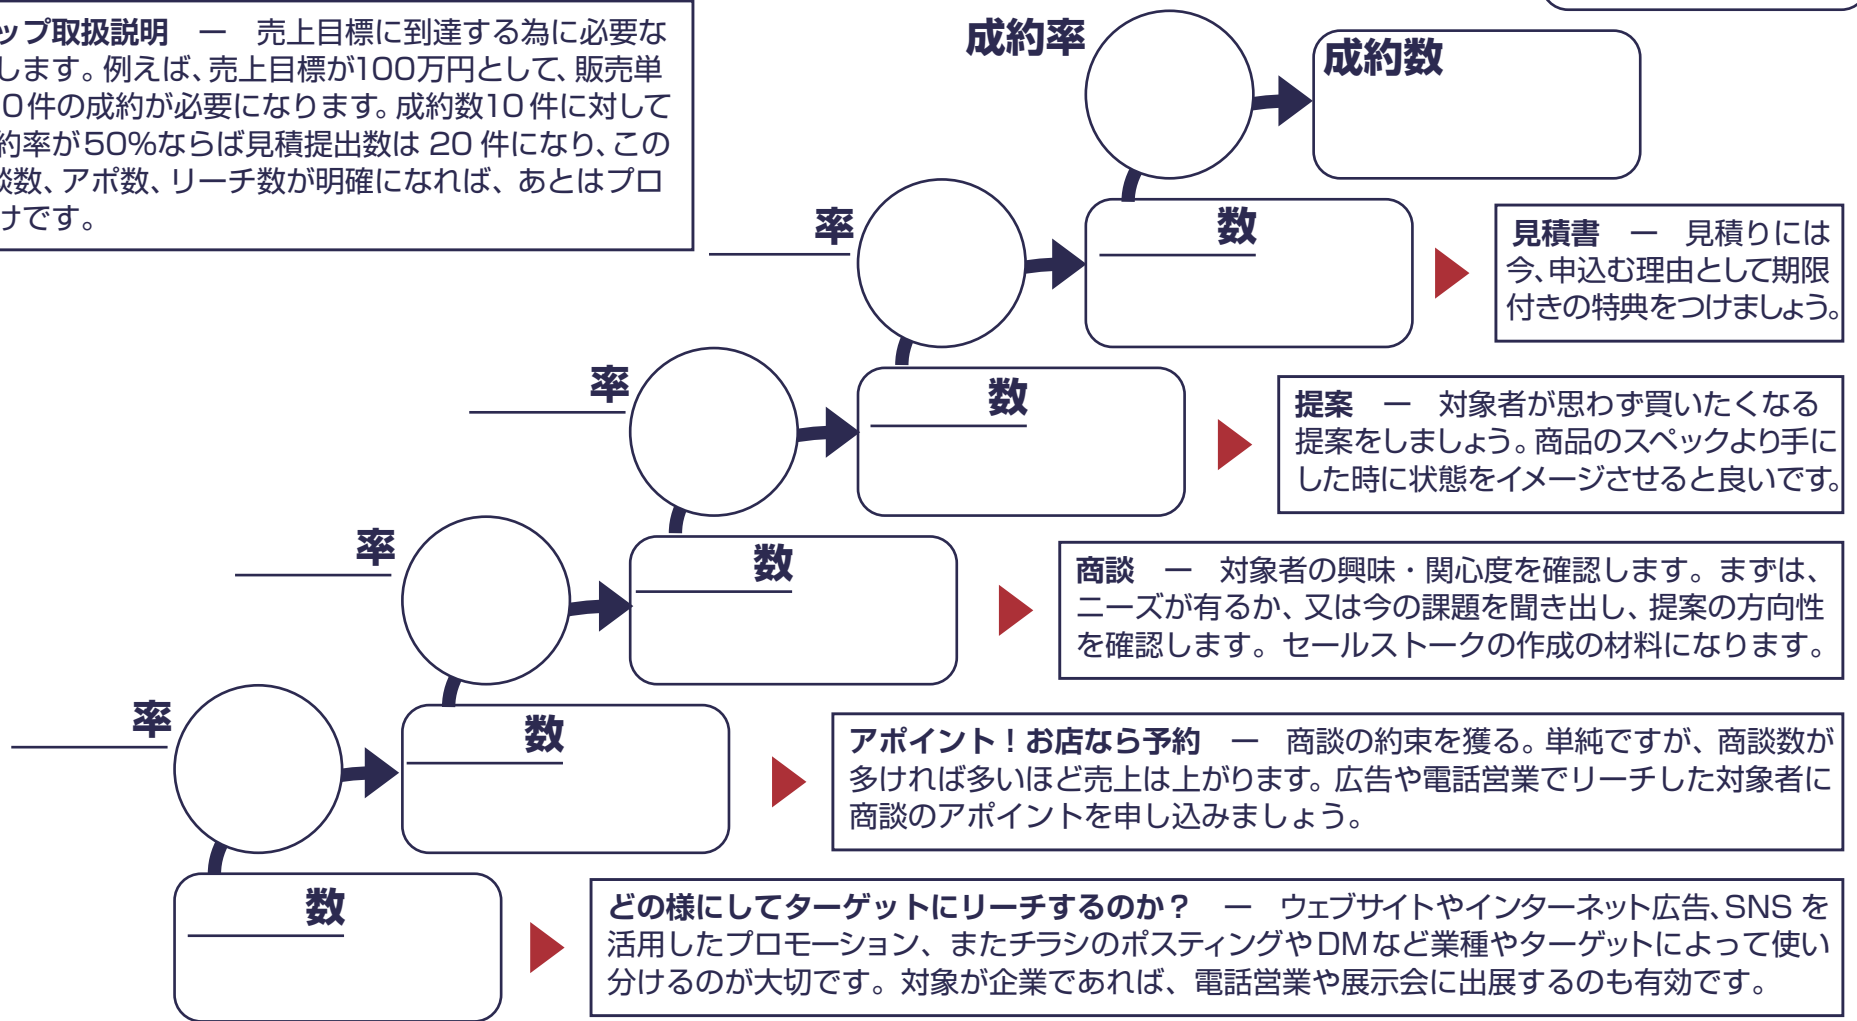 ップ取扱説明　ー　売上目標に到達する為に必要な
します。例えば、売上目標が100万円として、販売単
0件の成約が必要になります。成約数10件に対して
約率が50%ならば見積提出数は 20 件になり、この
談数、アポ数、リーチ数が明確になれば、あとはプロ
けです。
成約率
成約数
率
数
見積書　ー　見積りには
今、申込む理由として期限
付きの特典をつけましょう。
率
数
提案　ー　対象者が思わず買いたくなる
提案をしましょう。商品のスペックより手に
した時に状態をイメージさせると良いです。
率
数
商談　ー　対象者の興味・関心度を確認します。まずは、
ニーズが有るか、又は今の課題を聞き出し、提案の方向性
を確認します。セールストークの作成の材料になります。
率
数
アポイント！お店なら予約　ー　商談の約束を獲る。単純ですが、商談数が
多ければ多いほど売上は上がります。広告や電話営業でリーチした対象者に
商談のアポイントを申し込みましょう。
数
どの様にしてターゲットにリーチするのか？　ー　ウェブサイトやインターネット広告、SNS を
活用したプロモーション、またチラシのポスティングやDMなど業種やターゲットによって使い
分けるのが大切です。対象が企業であれば、電話営業や展示会に出展するのも有効です。